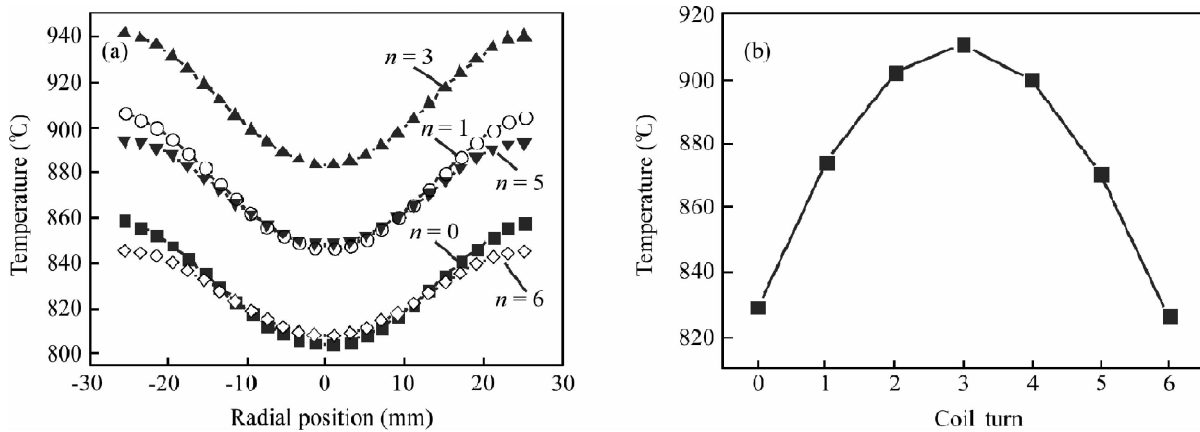 (a)
Temperature (℃)
940
920
900
880
860
840
820
800
n = 3
n = 1
n = 5
n = 0
n = 6
-30 -20 -10 0 10 20 30
Radial position (mm)
(b)
Temperature (℃)
920
900
880
860
840
820
0 1 2 3 4 5 6
Coil turn